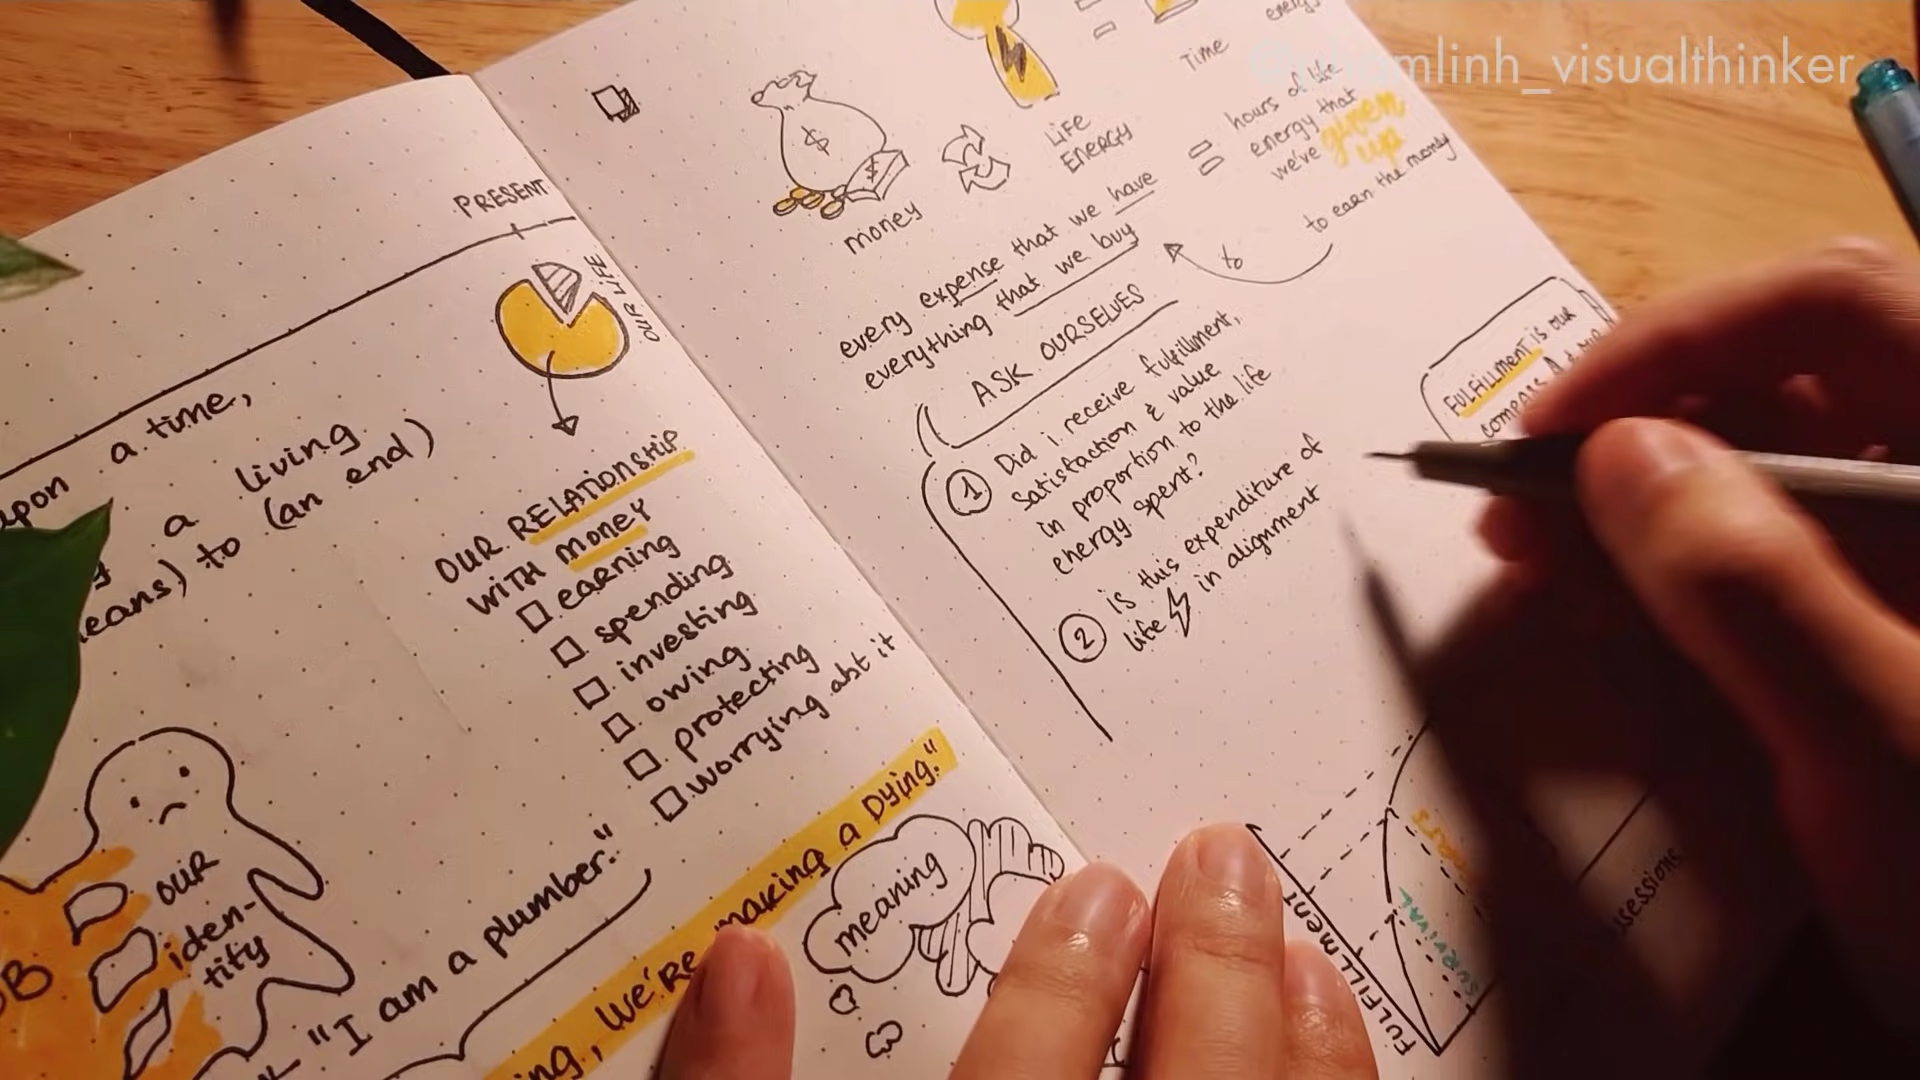 PRESENT
OUR LIFE
upon a time,
a living
to (an end)
OUR RELATIONSHIP
WITH money
earning
spending
investing
owing
protecting
worrying abt it
OUR
iden-
tity
"I am a plumber."
, we're making a Dying."
meaning
$
$
money
LIFE
ENERGY
Time
= hours of life
energy that
we've given
up
to earn the money
to
every expense that we have
everything that we buy
ASK OURSELVES
1 Did i receive fulfillment,
Satisfaction & value
in proportion to the life
energy spent?
2 is this expenditure of
life in alignment
FULFILLMENT is our
compass
FULFILLMENT
SURVIVAL
_visualthinker